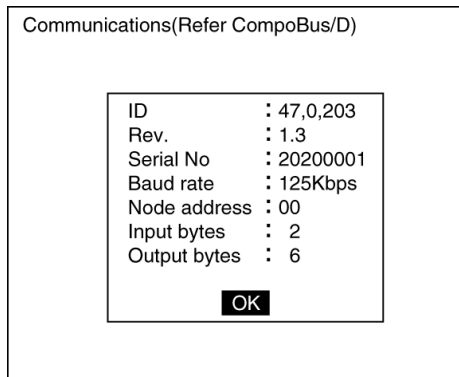 Communications(Refer CompoBus/D)
ID : 47,0,203
Rev. : 1.3
Serial No : 20200001
Baud rate : 125Kbps
Node address : 00
Input bytes : 2
Output bytes : 6
OK